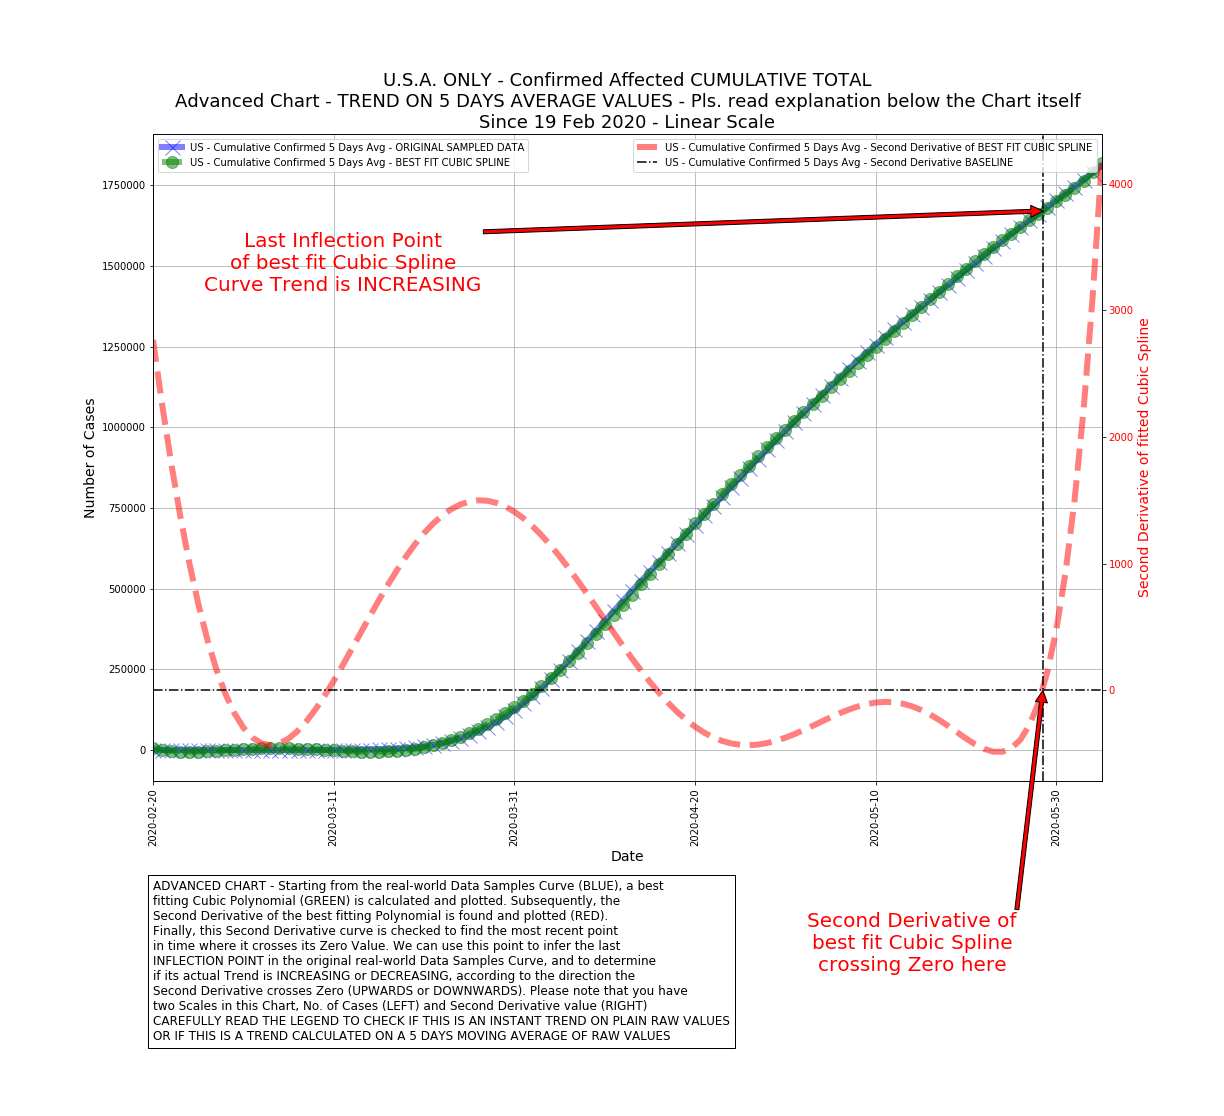 U.S.A. ONLY - Confirmed Affected CUMULATIVE TOTAL
Advanced Chart - TREND ON 5 DAYS AVERAGE VALUES - Pls. read explanation below the Chart itself
Since 19 Feb 2020 - Linear Scale
US - Cumulative Confirmed 5 Days Avg - ORIGINAL SAMPLED DATA
US - Cumulative Confirmed 5 Days Avg - BEST FIT CUBIC SPLINE
US - Cumulative Confirmed 5 Days Avg - Second Derivative of BEST FIT CUBIC SPLINE
US - Cumulative Confirmed 5 Days Avg - Second Derivative BASELINE
Last Inflection Point
of best fit Cubic Spline
Curve Trend is INCREASING
Number of Cases
1750000
1500000
1250000
1000000
750000
500000
250000
0
4000
3000
2000
1000
0
Second Derivative of fitted Cubic Spline
2020-02-20
2020-03-11
2020-03-31
2020-04-20
2020-05-10
2020-05-30
Date
ADVANCED CHART - Starting from the real-world Data Samples Curve (BLUE), a best
fitting Cubic Polynomial (GREEN) is calculated and plotted. Subsequently, the
Second Derivative of the best fitting Polynomial is found and plotted (RED).
Finally, this Second Derivative curve is checked to find the most recent point
in time where it crosses its Zero Value. We can use this point to infer the last
INFLECTION POINT in the original real-world Data Samples Curve, and to determine
if its actual Trend is INCREASING or DECREASING, according to the direction the
Second Derivative crosses Zero (UPWARDS or DOWNWARDS). Please note that you have
two Scales in this Chart, No. of Cases (LEFT) and Second Derivative value (RIGHT)
CAREFULLY READ THE LEGEND TO CHECK IF THIS IS AN INSTANT TREND ON PLAIN RAW VALUES
OR IF THIS IS A TREND CALCULATED ON A 5 DAYS MOVING AVERAGE OF RAW VALUES
Second Derivative of
best fit Cubic Spline
crossing Zero here